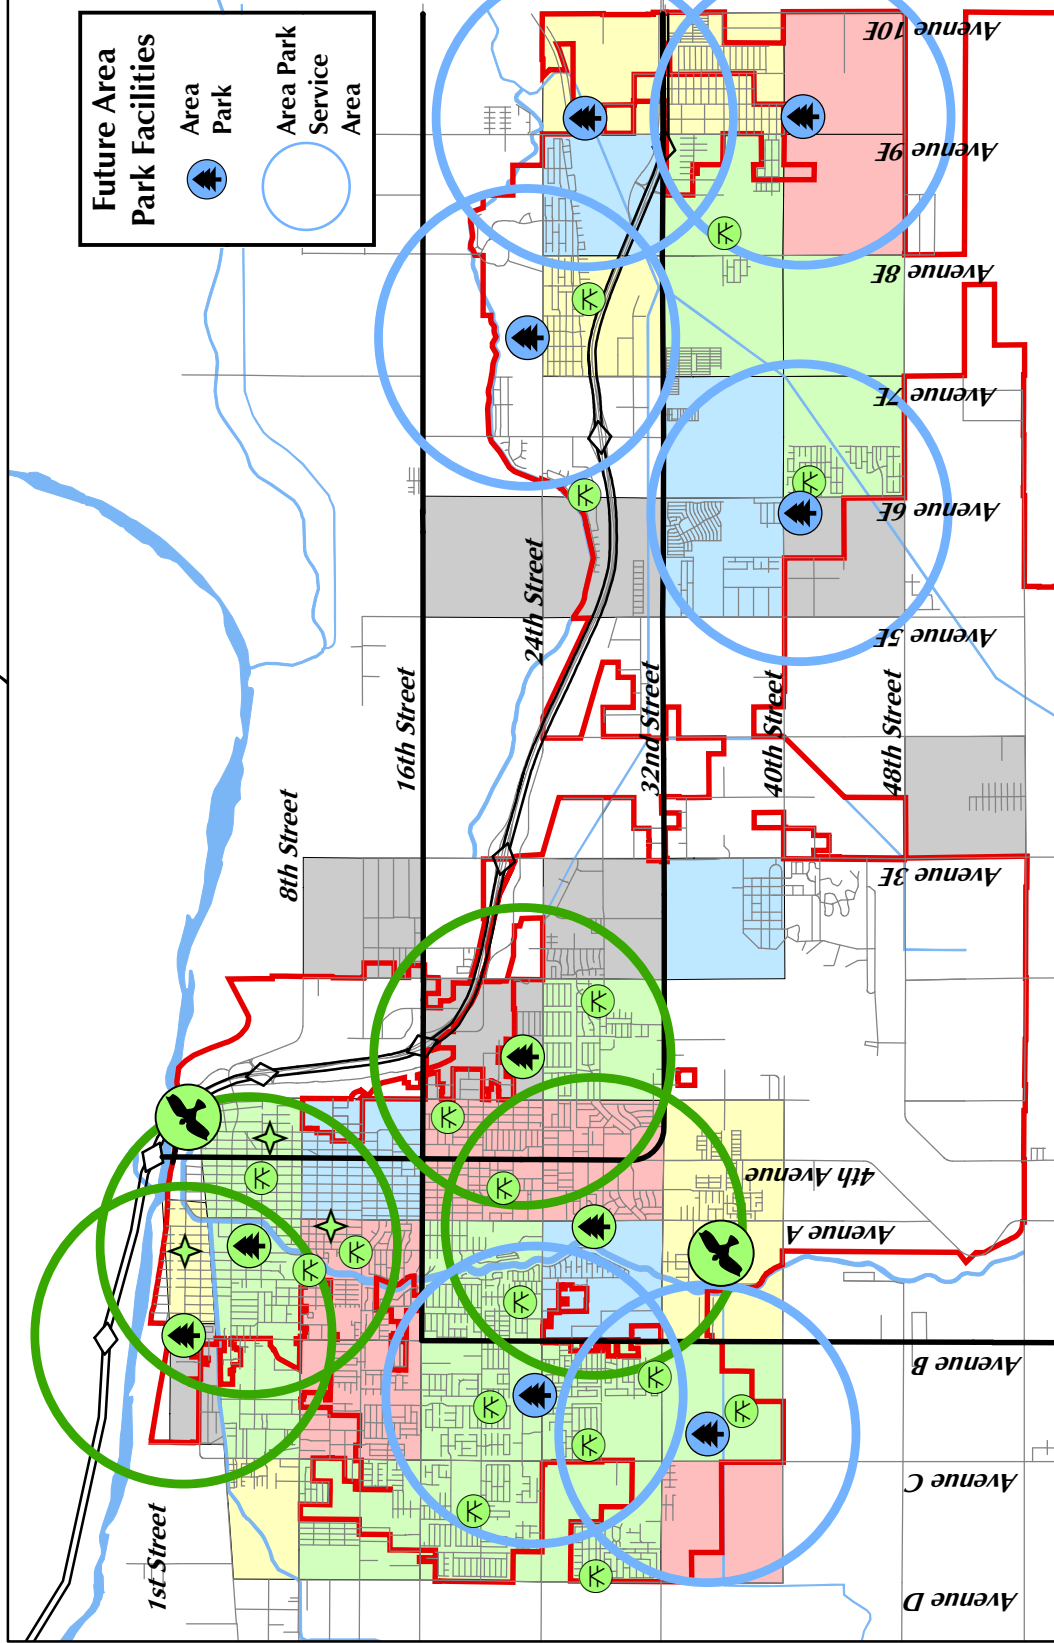 Future Area
Park Facilities
Area
Park
Area Park
Service
Area
1st Street
8th Street
16th Street
24th Street
32nd Street
40th Street
48th Street
Avenue D
Avenue C
Avenue B
Avenue A
4th Avenue
Avenue 3E
Avenue 5E
Avenue 6E
Avenue 7E
Avenue 8E
Avenue 9E
Avenue 10E